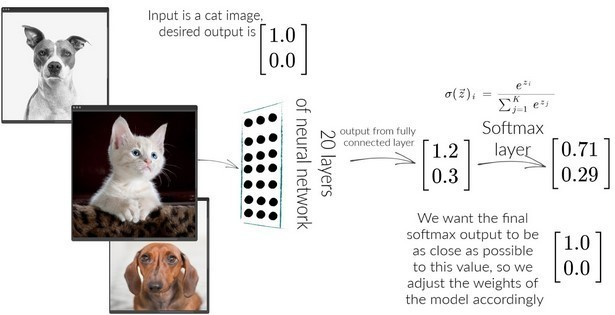 Input is a cat image,
desired output is
1.0
0.0
20 layers
of neural network
output from fully
connected layer
1.2
0.3
σ(z⃗)ᵢ = e^{zᵢ} / ∑_{j=1}^{K} e^{zⱼ}
Softmax
layer
0.71
0.29
We want the final
softmax output to be
as close as possible
to this value, so we
adjust the weights of
the model accordingly
1.0
0.0